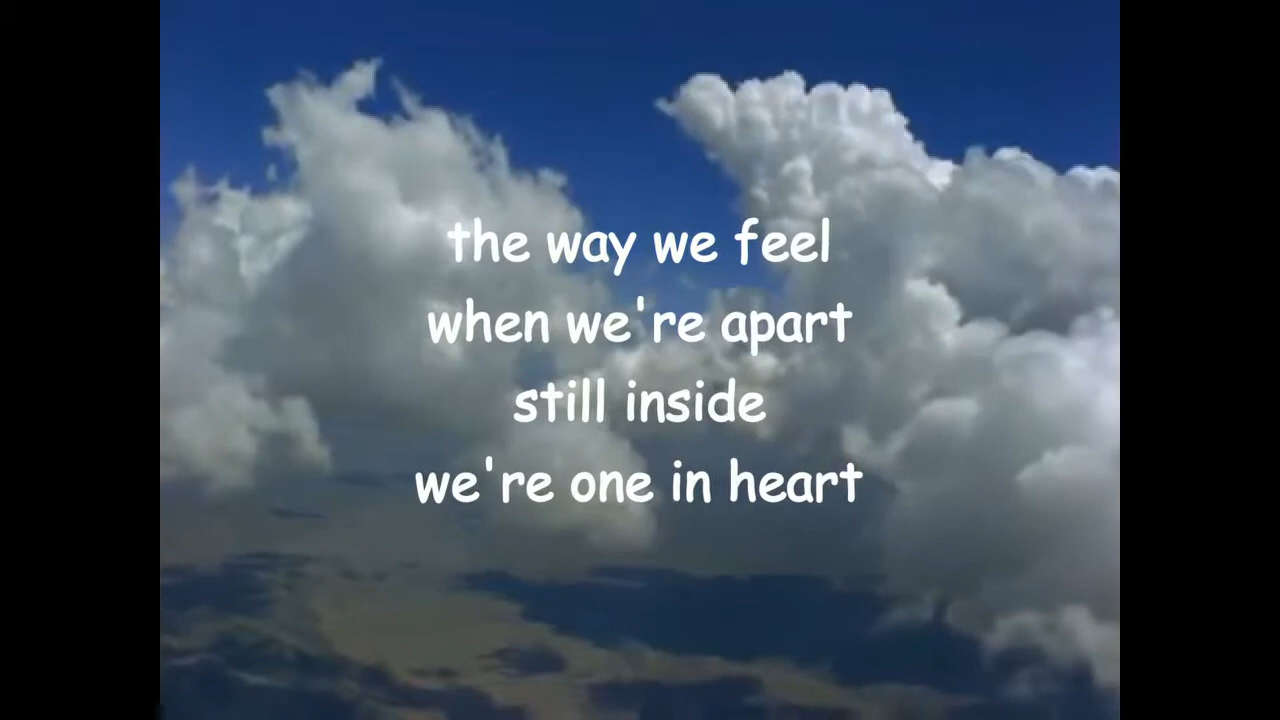 the way we feel
when we're apart
still inside
we're one in heart